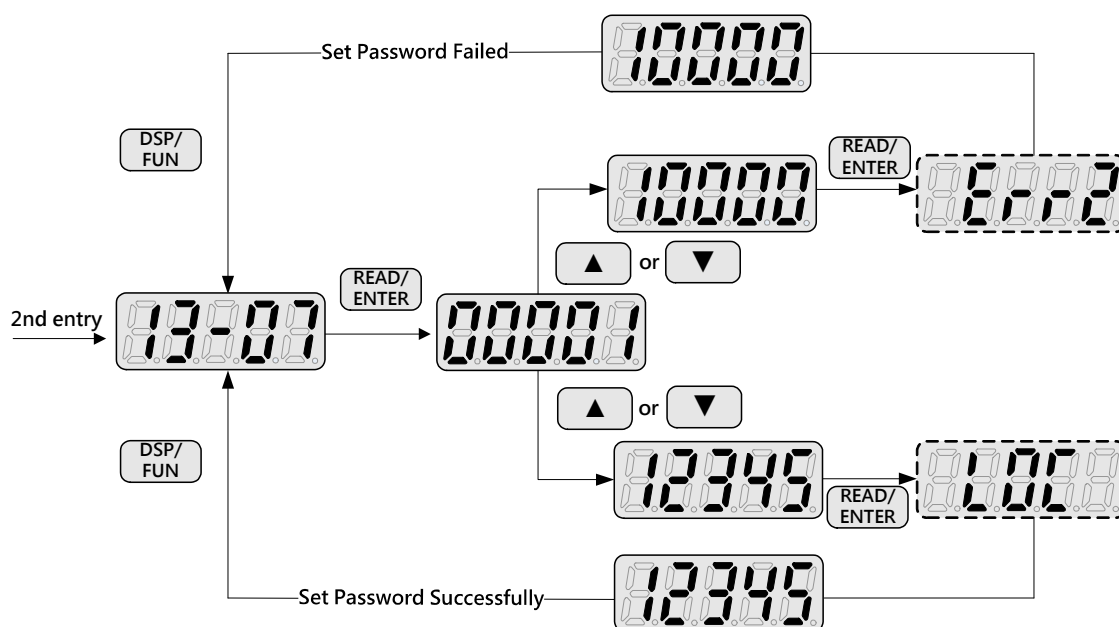 Set Password Failed
10000
DSP/
FUN
10000
READ/
ENTER
Err2
▲ or ▼
READ/
ENTER
2nd entry
13-07
00001
▲ or ▼
DSP/
FUN
12345
READ/
ENTER
LOC
Set Password Successfully
12345